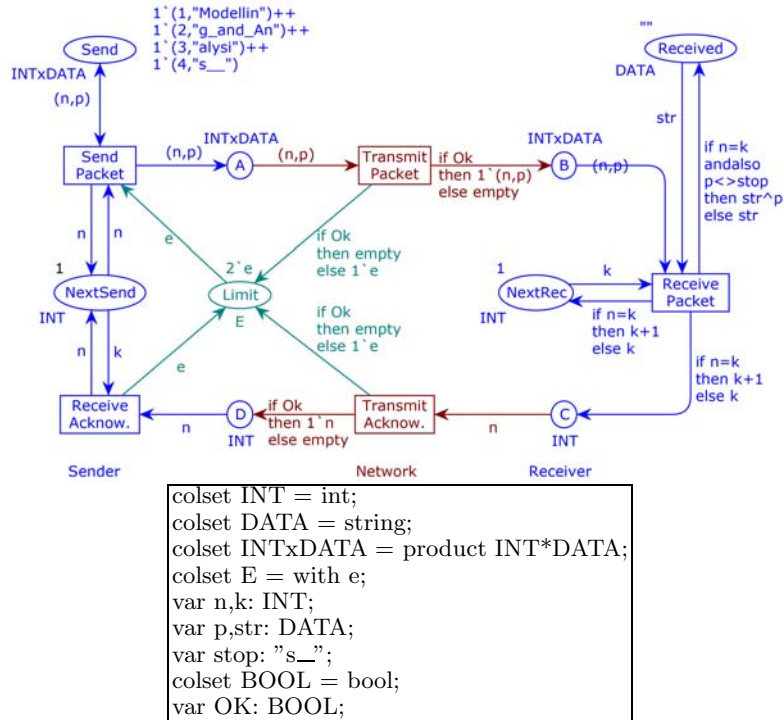 1`(1,"Modellin")++
1`(2,"g_and_An")++
1`(3,"alysi")++
1`(4,"s__")
Send
INTxDATA
(n,p)
""
Received
DATA
str
if n=k
andalso
p<>stop
then str^p
else str
Send
Packet
(n,p)
INTxDATA
A
(n,p)
Transmit
Packet
if Ok
then 1`(n,p)
else empty
INTxDATA
B
(n,p)
n
n
e
2`e
Limit
E
if Ok
then empty
else 1`e
if Ok
then empty
else 1`e
1
NextSend
INT
n
k
e
1
NextRec
INT
k
if n=k
then k+1
else k
Receive
Packet
if n=k
then k+1
else k
Receive
Acknow.
n
D
INT
if Ok
then 1`n
else empty
Transmit
Acknow.
n
C
INT
Sender
Network
Receiver
colset INT = int;
colset DATA = string;
colset INTxDATA = product INT*DATA;
colset E = with e;
var n,k: INT;
var p,str: DATA;
var stop: ”s_”;
colset BOOL = bool;
var OK: BOOL;